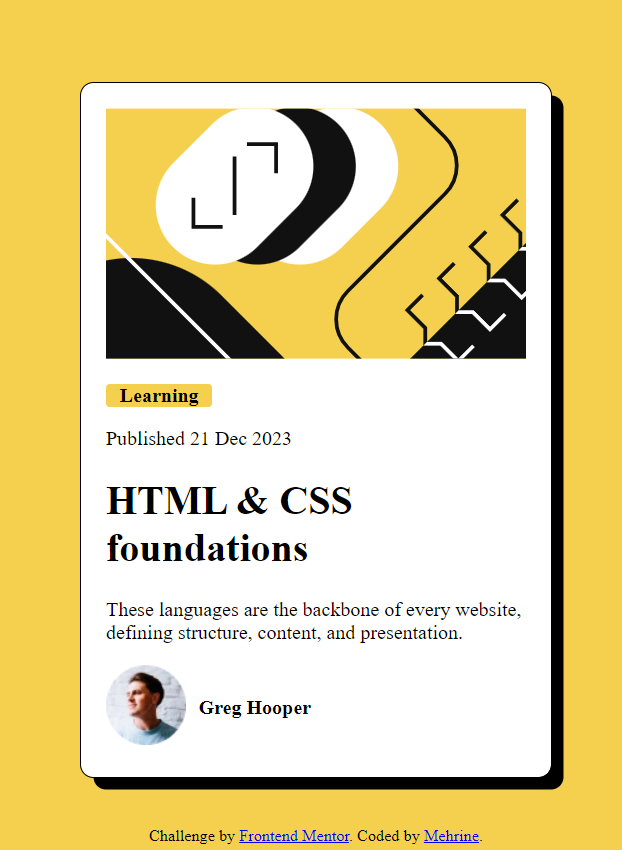 Learning
Published 21 Dec 2023
HTML & CSS
foundations
These languages are the backbone of every website,
defining structure, content, and presentation.
Greg Hooper
Challenge by Frontend Mentor. Coded by Mehrine.